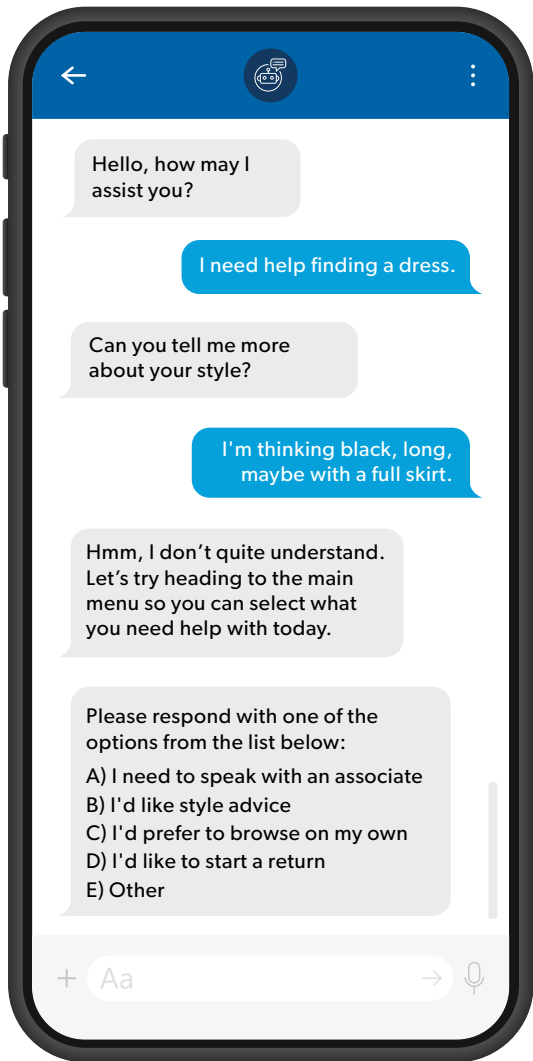 Hello, how may I
assist you?
I need help finding a dress.
Can you tell me more
about your style?
I'm thinking black, long,
maybe with a full skirt.
Hmm, I don’t quite understand.
Let’s try heading to the main
menu so you can select what
you need help with today.
Please respond with one of the
options from the list below:
A) I need to speak with an associate
B) I'd like style advice
C) I'd prefer to browse on my own
D) I'd like to start a return
E) Other
Aa